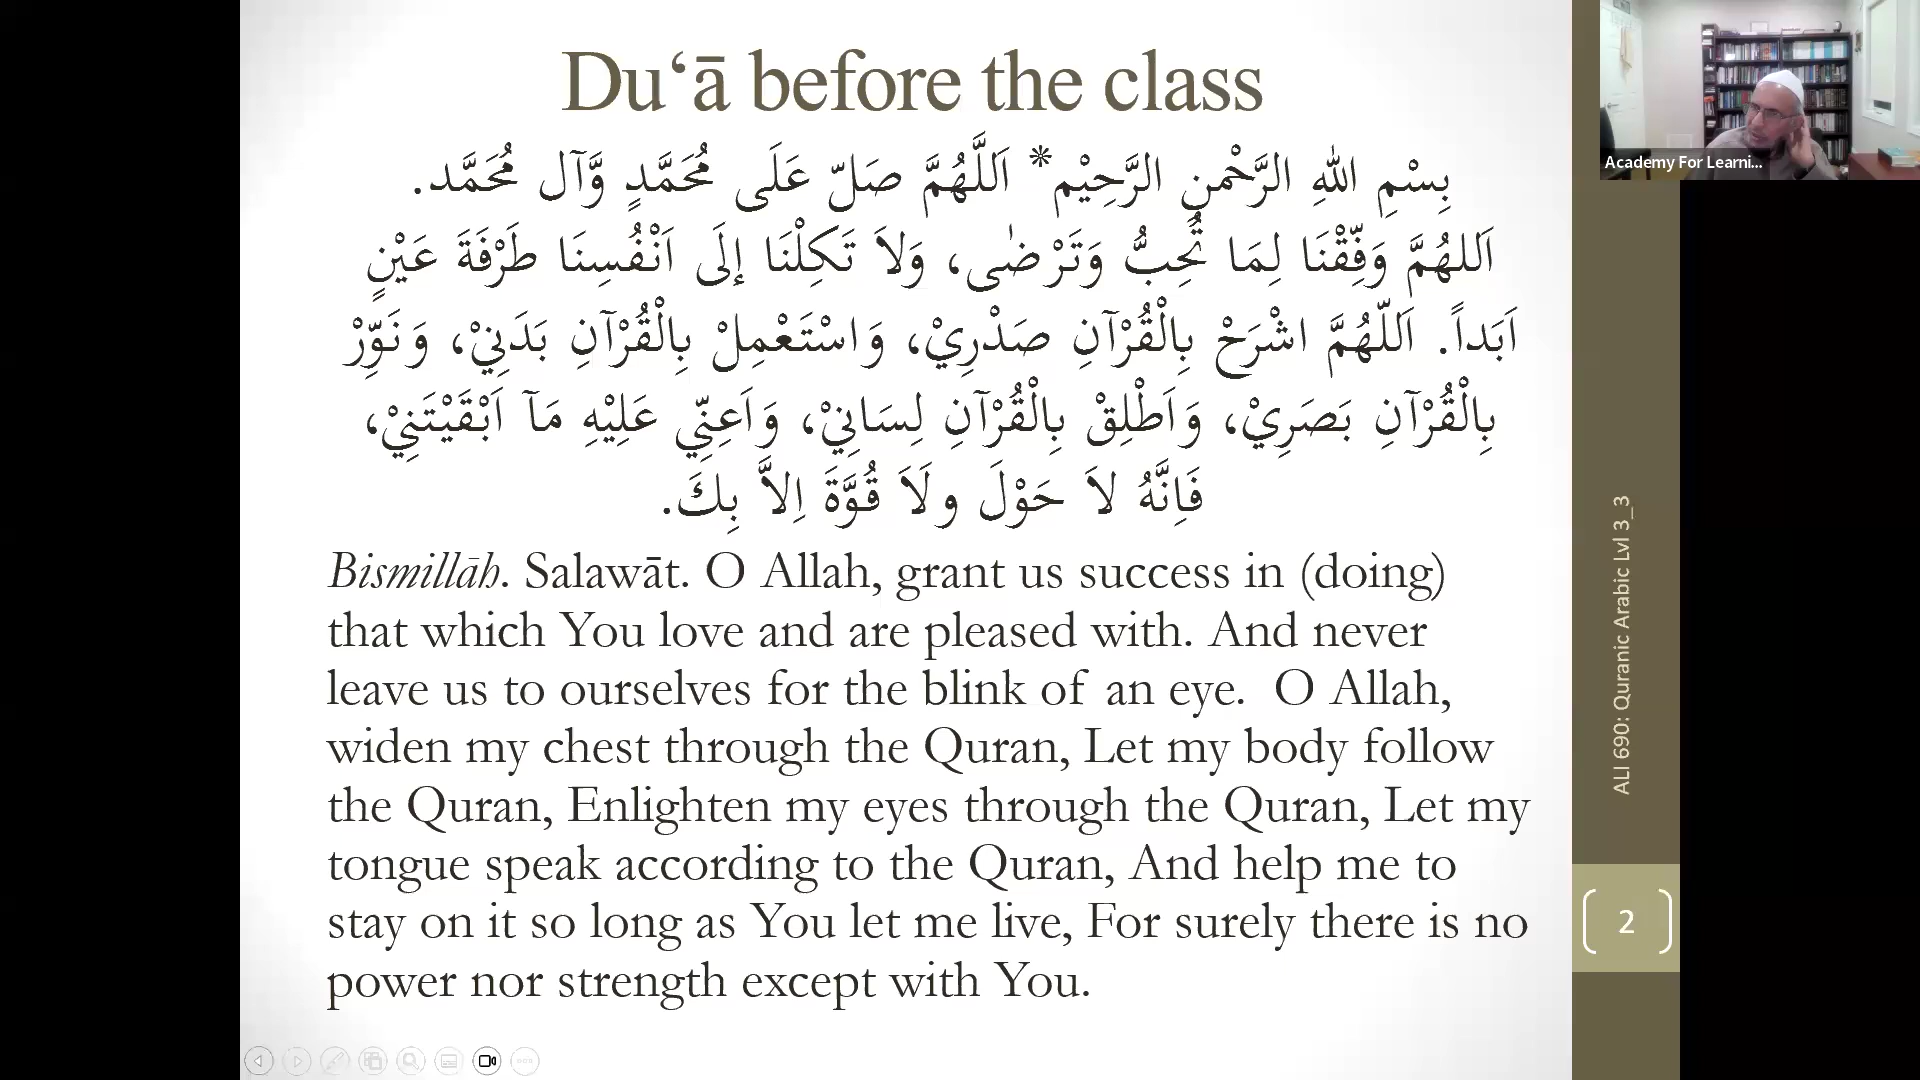 Du‘ā before the class
بِسْمِ اللهِ الرَّحْمنِ الرَّحِيْمِ* اَللَّهُمَّ صَلِّ عَلَى مُحَمَّدٍ وَّآل مُحَمَّد.
اَللهُمَّ وَفِّقْنَا لِمَا تُحِبُّ وَتَرْضٰى، وَلاَ تَكِلْنَا إلَى اَنْفُسِنَا طَرْفَةَ عَيْنٍ
اَبَداً. اَللّهُمَّ اشْرَحْ بِالْقُرْآنِ صَدْرِيْ، وَاسْتَعْمِلْ بِالْقُرْآنِ بَدَنِيْ، وَنَوِّرْ
بِالْقُرْآنِ بَصَرِيْ، وَاَطْلِقْ بِالْقُرْآنِ لِسَانِيْ، وَاَعِنِّي عَلِيْهِ مَآ اَبْقَيْتَنِيْ،
فَاِنَّهُ لاَ حَوْلَ ولَاَ قُوَّةَ اِلاَّ بِكَ.
Bismillāh. Salawāt. O Allah, grant us success in (doing)
that which You love and are pleased with. And never
leave us to ourselves for the blink of an eye. O Allah,
widen my chest through the Quran, Let my body follow
the Quran, Enlighten my eyes through the Quran, Let my
tongue speak according to the Quran, And help me to
stay on it so long as You let me live, For surely there is no
power nor strength except with You.
Academy For Learni...
ALI 690: Quranic Arabic Lvl 3_3
2